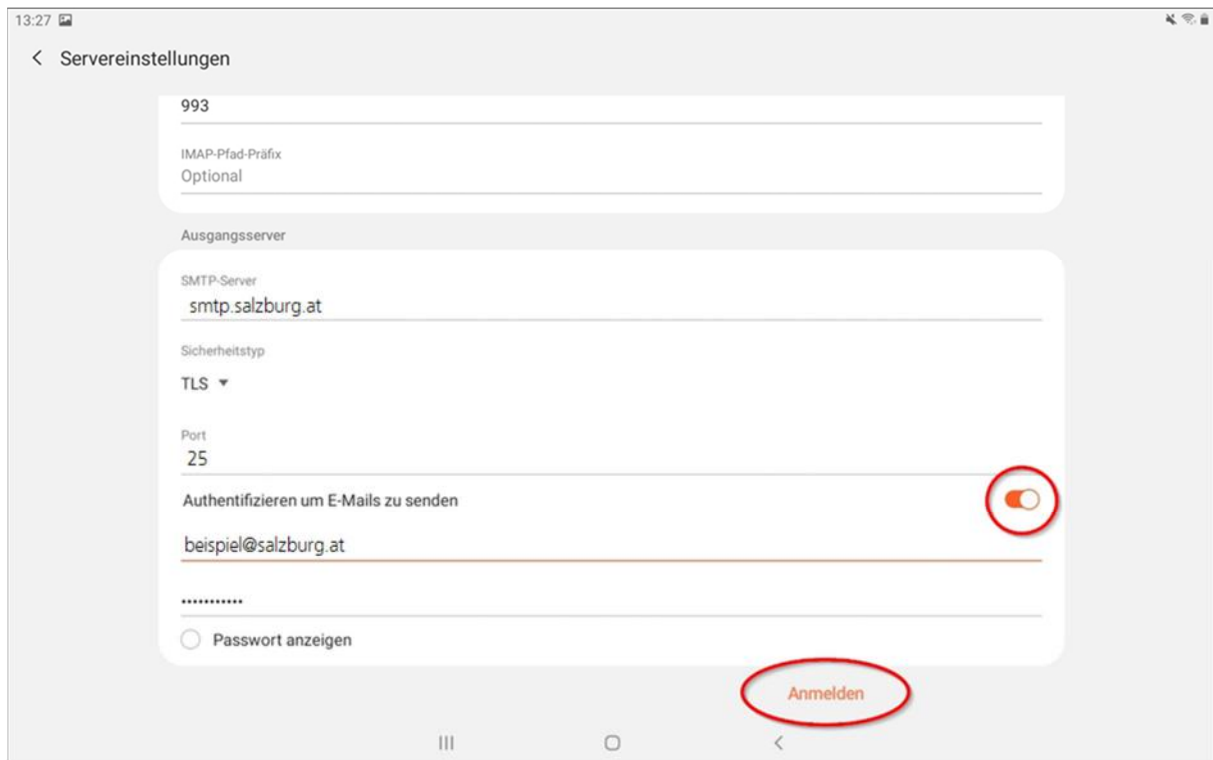 13:27
Servereinstellungen
993
IMAP-Pfad-Präfix
Optional
Ausgangsserver
SMTP-Server
smtp.salzburg.at
Sicherheitstyp
TLS
Port
25
Authentifizieren um E-Mails zu senden
beispiel@salzburg.at
•••••••••••
Passwort anzeigen
Anmelden